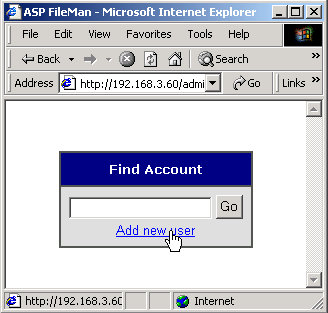 ASP FileMan - Microsoft Internet Explorer
File Edit View Favorites Tools Help
Back Search
Address http://192.168.3.60/admi Go Links »
Find Account
Go
Add new user
http://192.168.3.60 Internet